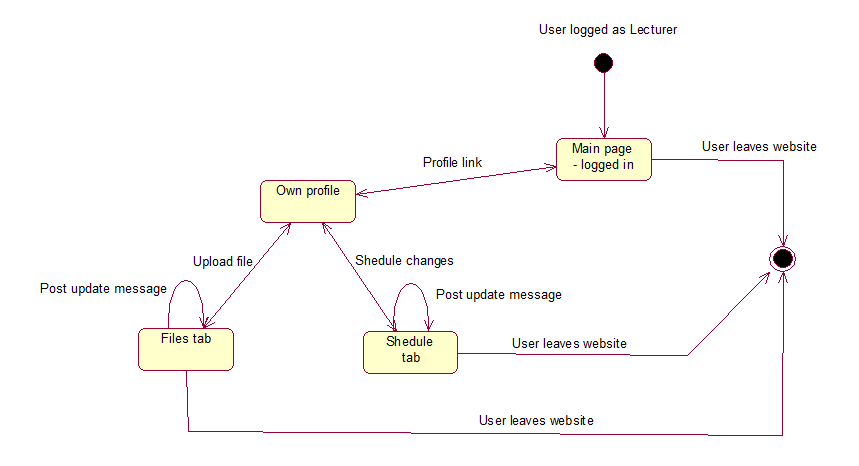 User logged as Lecturer
Main page
- logged in
User leaves website
Profile link
Own profile
Upload file
Shedule changes
Post update message
Post update message
Files tab
Shedule
tab
User leaves website
User leaves website